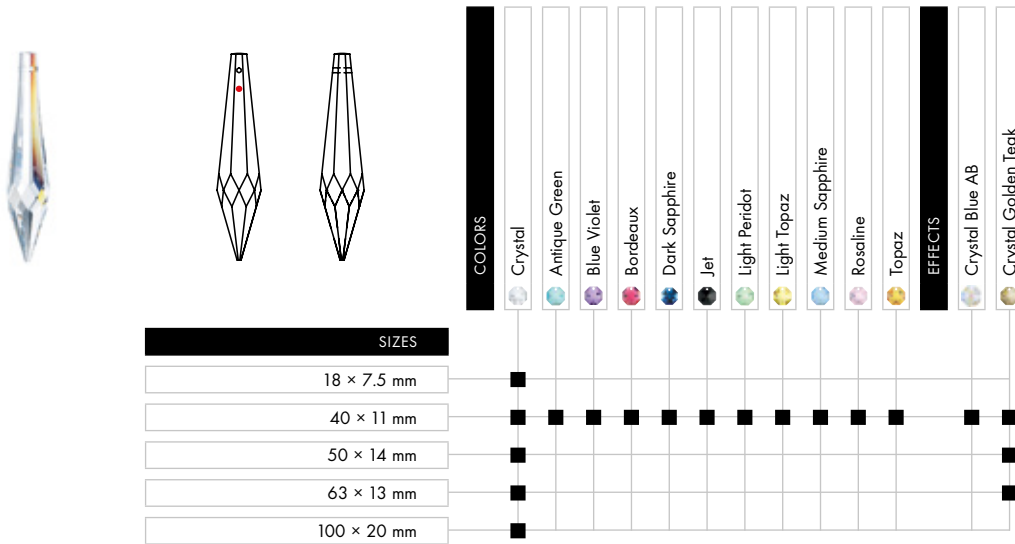 COLORS
Crystal
Antique Green
Blue Violet
Bordeaux
Dark Sapphire
Jet
Light Peridot
Light Topaz
Medium Sapphire
Rosaline
Topaz
EFFECTS
Crystal Blue AB
Crystal Golden Teak
SIZES
18 × 7.5 mm
40 × 11 mm
50 × 14 mm
63 × 13 mm
100 × 20 mm